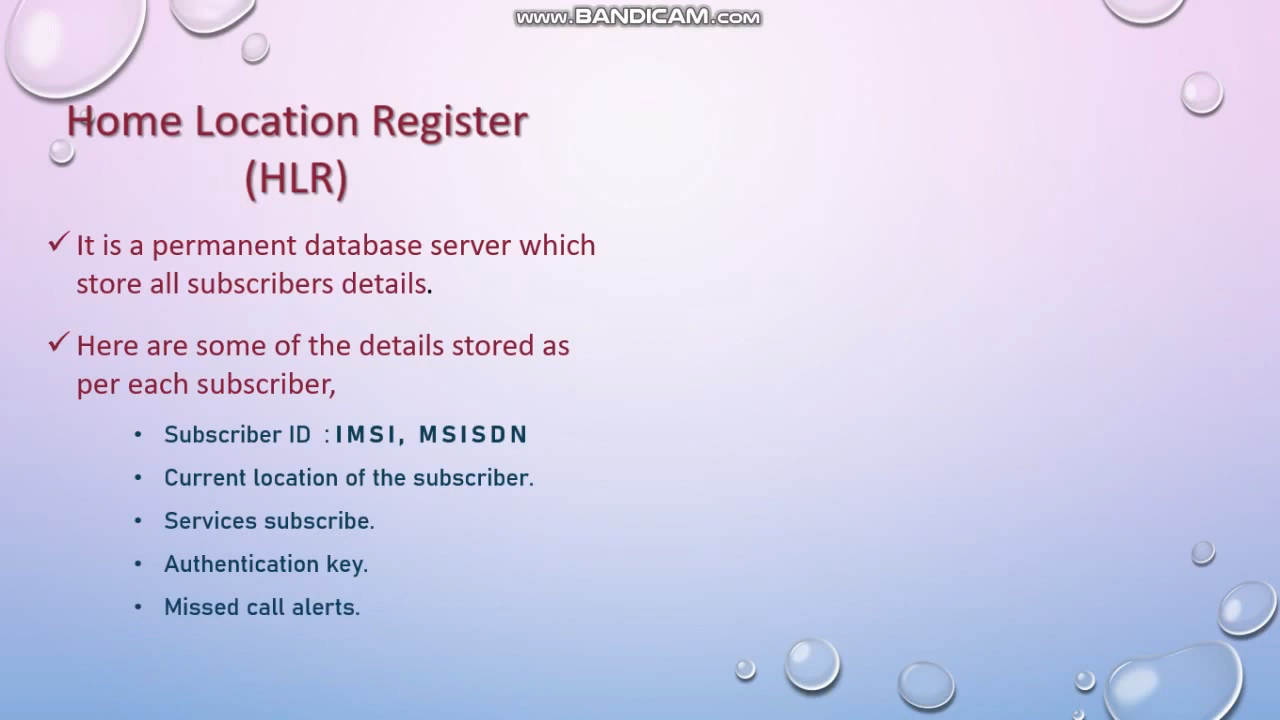 www.BANDICAM.com
Home Location Register
(HLR)
✓ It is a permanent database server which
store all subscribers details.
✓ Here are some of the details stored as
per each subscriber,
• Subscriber ID : IMSI, MSISDN
• Current location of the subscriber.
• Services subscribe.
• Authentication key.
• Missed call alerts.